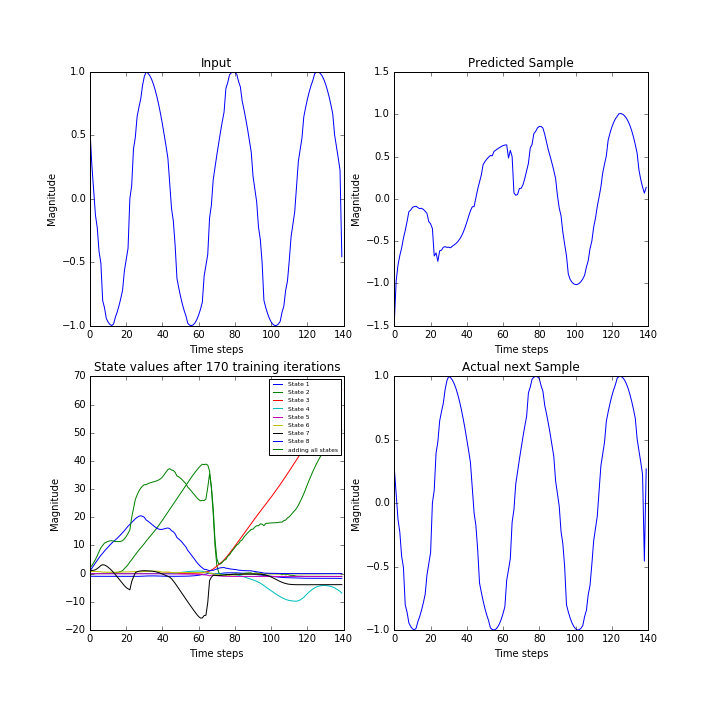 Input
Magnitude
1.0
0.5
0.0
−0.5
−1.0
0 20 40 60 80 100 120 140
Time steps
Predicted Sample
Magnitude
1.5
1.0
0.5
0.0
−0.5
−1.0
−1.5
0 20 40 60 80 100 120 140
Time steps
State values after 170 training iterations
Magnitude
70
60
50
40
30
20
10
0
−10
−20
State 1
State 2
State 3
State 4
State 5
State 6
State 7
State 8
adding all states
0 20 40 60 80 100 120 140
Time steps
Actual next Sample
Magnitude
1.0
0.5
0.0
−0.5
−1.0
0 20 40 60 80 100 120 140
Time steps